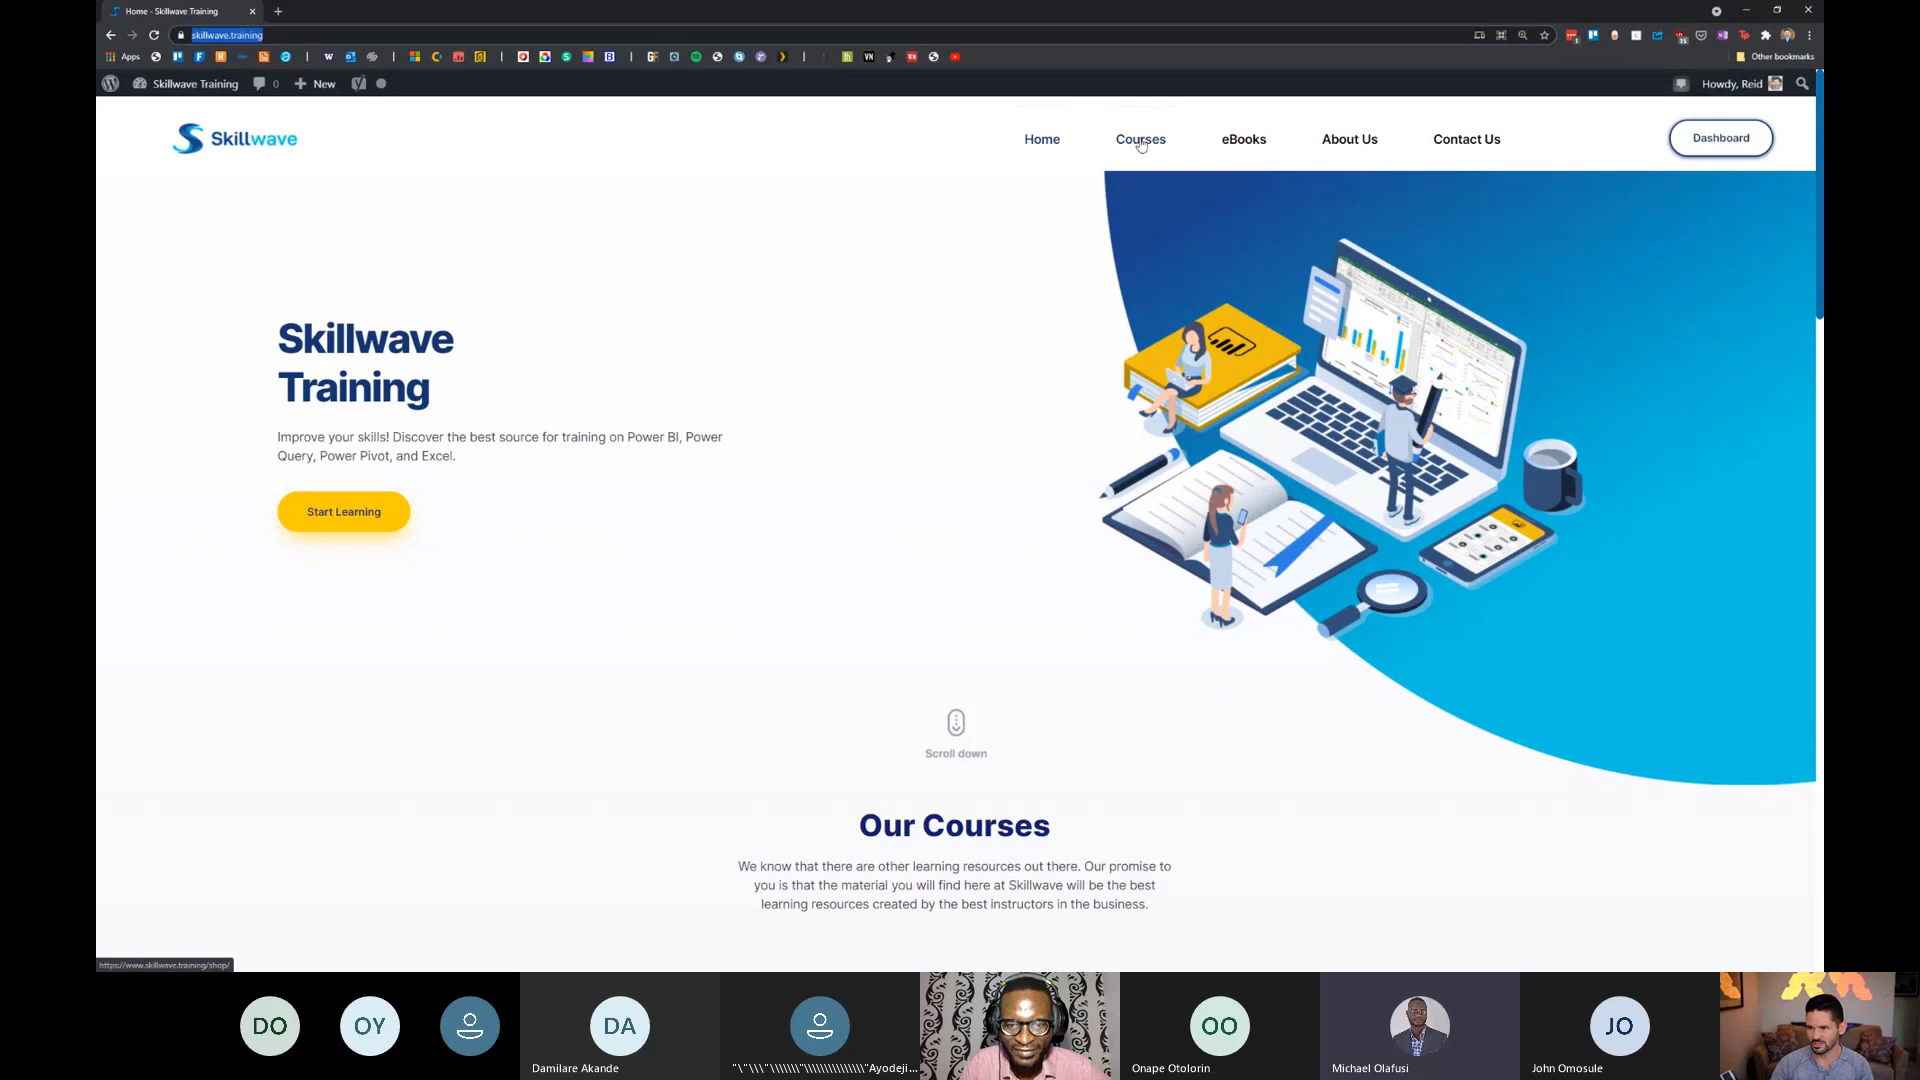 Home - Skillwave Training
skillwave.training
Apps
Other bookmarks
Skillwave Training
0
New
Howdy, Reid
Skillwave
Home
Courses
eBooks
About Us
Contact Us
Dashboard
Skillwave
Training
Improve your skills! Discover the best source for training on Power BI, Power
Query, Power Pivot, and Excel.
Start Learning
Scroll down
Our Courses
We know that there are other learning resources out there. Our promise to
you is that the material you will find here at Skillwave will be the best
learning resources created by the best instructors in the business.
https://www.skillwave.training/shop/
DO
OY
DA
Damilare Akande
"\"\\\"\\\\\\\"\\\\\\\\\\\\\\\"Ayodeji...
OO
Onape Otolorin
Michael Olafusi
JO
John Omosule